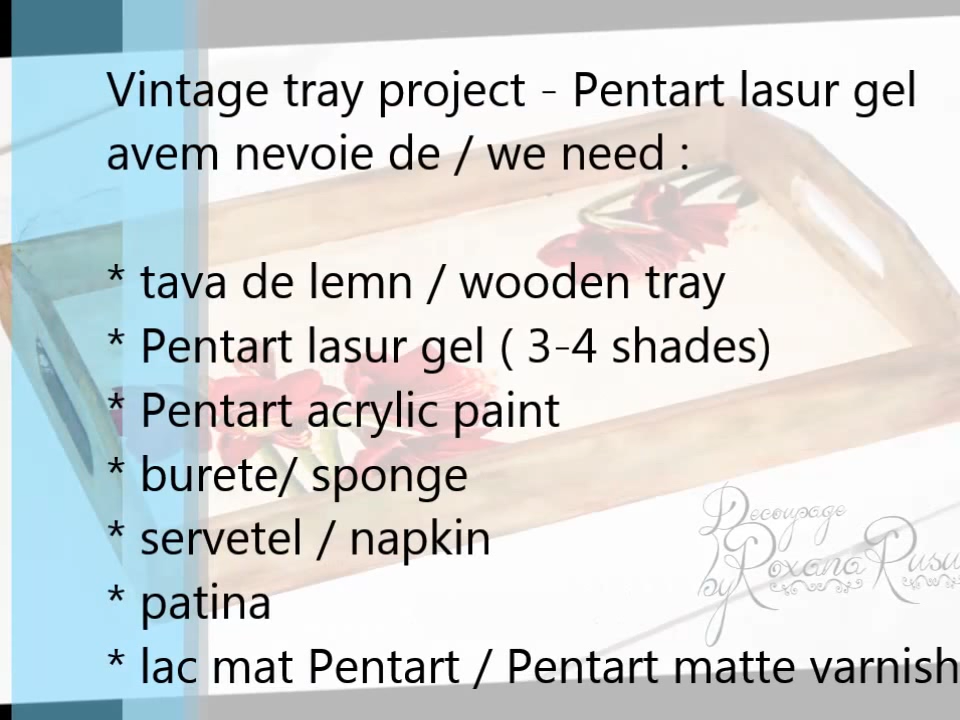 Vintage tray project - Pentart lasur gel
avem nevoie de / we need :
* tava de lemn / wooden tray
* Pentart lasur gel ( 3-4 shades)
* Pentart acrylic paint
* burete/ sponge
* servetel / napkin
* patina
* lac mat Pentart / Pentart matte varnish
Decoupage
by Roxana Rusu